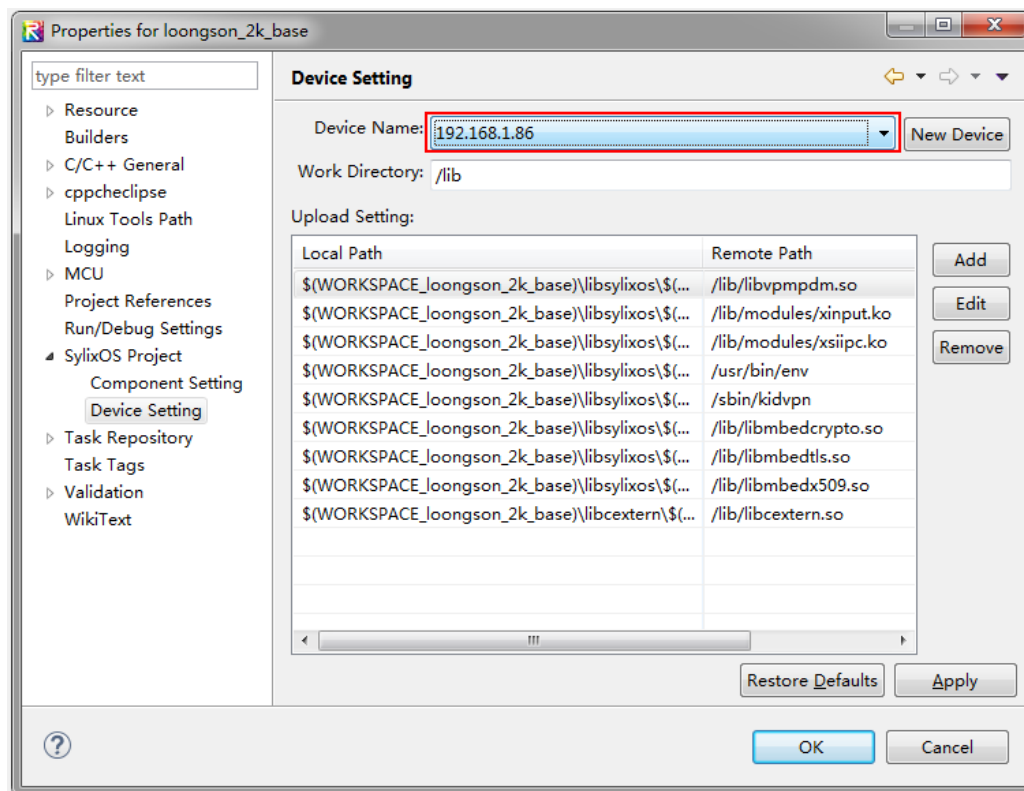 Properties for loongson_2k_base
type filter text
Resource
Builders
C/C++ General
cppcheclipse
Linux Tools Path
Logging
MCU
Project References
Run/Debug Settings
SylixOS Project
Component Setting
Device Setting
Task Repository
Task Tags
Validation
WikiText
Device Setting
Device Name: 192.168.1.86 New Device
Work Directory: /lib
Upload Setting:
Local Path Remote Path
$(WORKSPACE_loongson_2k_base)\libsylixos\$(... /lib/libvpmpdm.so
$(WORKSPACE_loongson_2k_base)\libsylixos\$(... /lib/modules/xinput.ko
$(WORKSPACE_loongson_2k_base)\libsylixos\$(... /lib/modules/xsiipc.ko
$(WORKSPACE_loongson_2k_base)\libsylixos\$(... /usr/bin/env
$(WORKSPACE_loongson_2k_base)\libsylixos\$(... /sbin/kidvpn
$(WORKSPACE_loongson_2k_base)\libsylixos\$(... /lib/libmbedcrypto.so
$(WORKSPACE_loongson_2k_base)\libsylixos\$(... /lib/libmbedtls.so
$(WORKSPACE_loongson_2k_base)\libsylixos\$(... /lib/libmbedx509.so
$(WORKSPACE_loongson_2k_base)\libcextern\$(... /lib/libcextern.so
Add
Edit
Remove
Restore Defaults Apply
OK Cancel